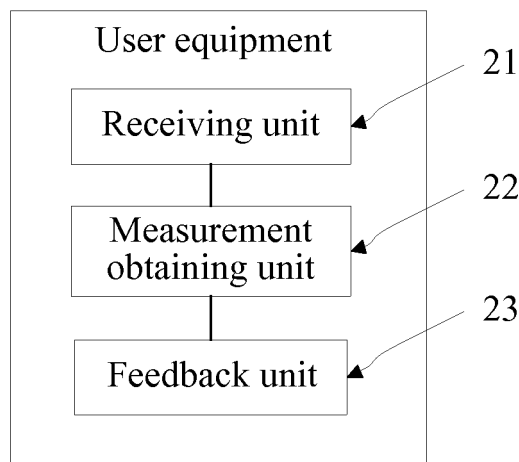 User equipment
21
Receiving unit
22
Measurement
obtaining unit
23
Feedback unit